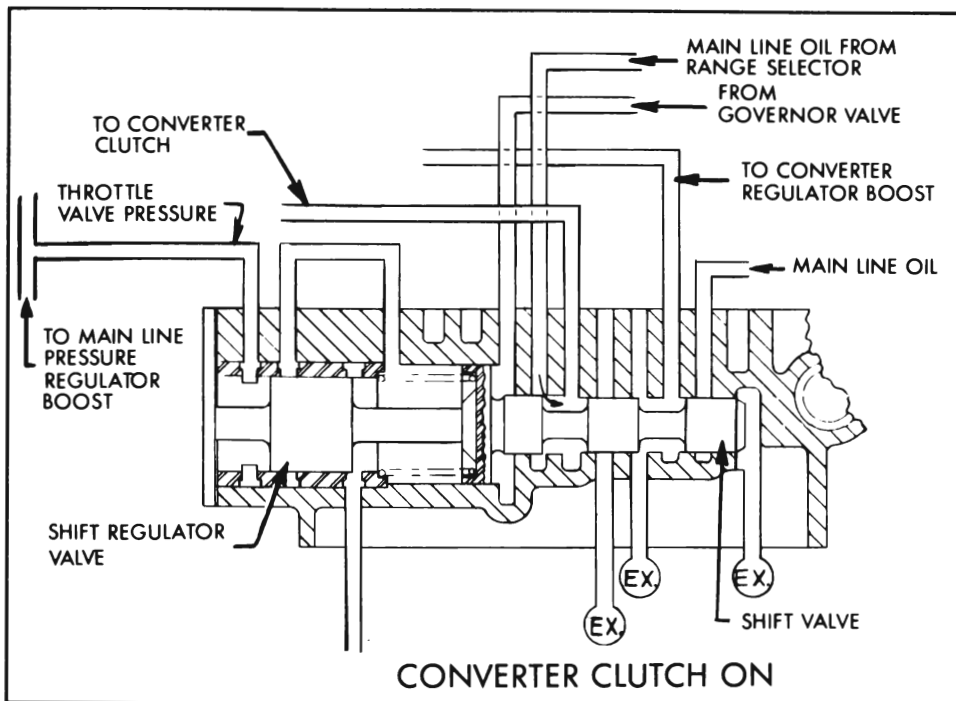 MAIN LINE OIL FROM
RANGE SELECTOR
FROM
GOVERNOR VALVE
TO CONVERTER
CLUTCH
TO CONVERTER
REGULATOR BOOST
THROTTLE
VALVE PRESSURE
MAIN LINE OIL
TO MAIN LINE
PRESSURE
REGULATOR
BOOST
SHIFT REGULATOR
VALVE
EX.
EX.
EX.
SHIFT VALVE
CONVERTER CLUTCH ON